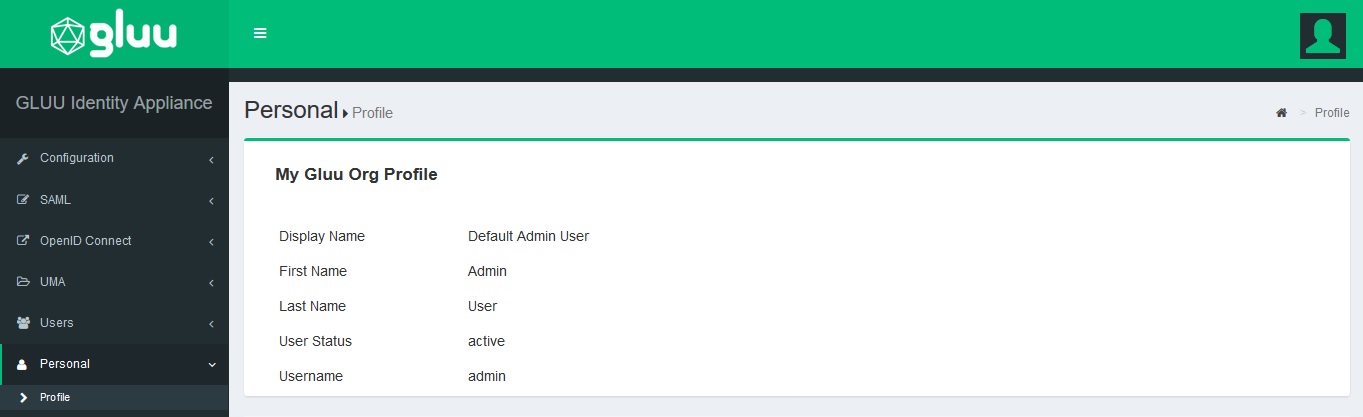 gluu
GLUU Identity Appliance
Configuration
SAML
OpenID Connect
UMA
Users
Personal
Profile
Personal Profile
> Profile
My Gluu Org Profile
Display Name Default Admin User
First Name Admin
Last Name User
User Status active
Username admin